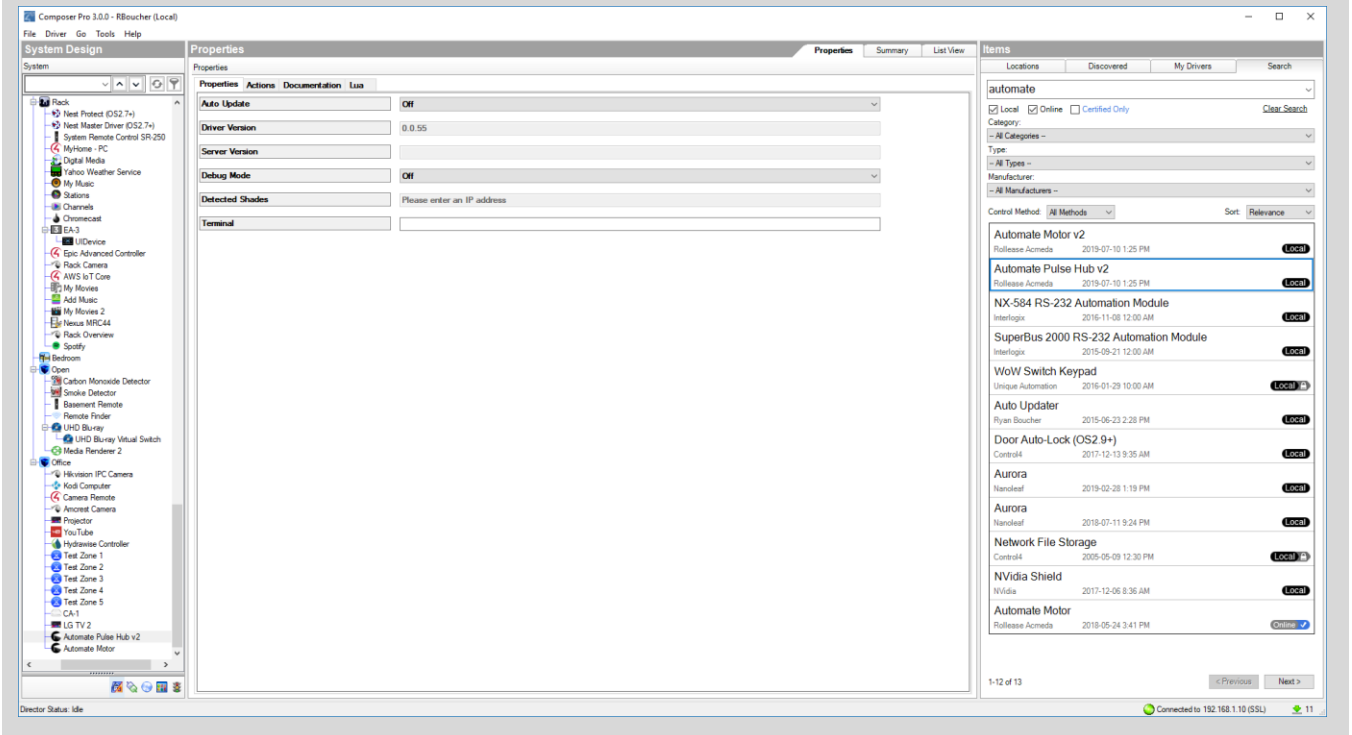 Composer Pro 3.0.0 - RBoucher (Local)
File Driver Go Tools Help
System Design
System
Rack
Nest Protect (OS2.7+)
Nest Master Driver (OS2.7+)
System Remote Control SR-250
MyHome - PC
Digital Media
Yahoo Weather Service
My Music
Stations
Channels
Chromecast
EA-3
UIDevice
Epic Advanced Controller
Rack Camera
AWS IoT Core
My Movies
Add Music
My Movies 2
Nexus MRC44
Rack Overview
Spotify
Bedroom
Open
Carbon Monoxide Detector
Smoke Detector
Basement Remote
Remote Finder
UHD Blu-ray
UHD Blu-ray Virtual Switch
Media Renderer 2
Office
Hikvision IPC Camera
Kodi Computer
Camera Remote
Amcrest Camera
Projector
YouTube
Hydrawise Controller
Test Zone 1
Test Zone 2
Test Zone 3
Test Zone 4
Test Zone 5
CA-1
LG TV 2
Automate Pulse Hub v2
Automate Motor
Properties
Properties Summary List View
Properties
Properties Actions Documentation Lua
Auto Update Off
Driver Version 0.0.55
Server Version
Debug Mode Off
Detected Shades Please enter an IP address
Terminal
Items
Locations Discovered My Drivers Search
automate
Local Online Certified Only Clear Search
Category:
-- All Categories --
Type:
-- All Types --
Manufacturer:
-- All Manufacturers --
Control Method: All Methods Sort: Relevance
Automate Motor v2
Rollease Acmeda 2019-07-10 1:25 PM Local
Automate Pulse Hub v2
Rollease Acmeda 2019-07-10 1:25 PM Local
NX-584 RS-232 Automation Module
Interlogix 2016-11-08 12:00 AM Local
SuperBus 2000 RS-232 Automation Module
Interlogix 2015-09-21 12:00 AM Local
WoW Switch Keypad
Unique Automation 2016-01-29 10:00 AM Local
Auto Updater
Ryan Boucher 2015-06-23 2:28 PM Local
Door Auto-Lock (OS2.9+)
Control4 2017-12-13 9:35 AM Local
Aurora
Nanoleaf 2019-02-28 1:19 PM Local
Aurora
Nanoleaf 2018-07-11 9:24 PM Local
Network File Storage
Control4 2005-05-09 12:30 PM Local
NVidia Shield
NVidia 2017-12-06 8:36 AM Local
Automate Motor
Rollease Acmeda 2018-05-24 3:41 PM Online
1-12 of 13 < Previous Next >
Director Status: Idle
Connected to 192.168.1.10 (SSL) 11